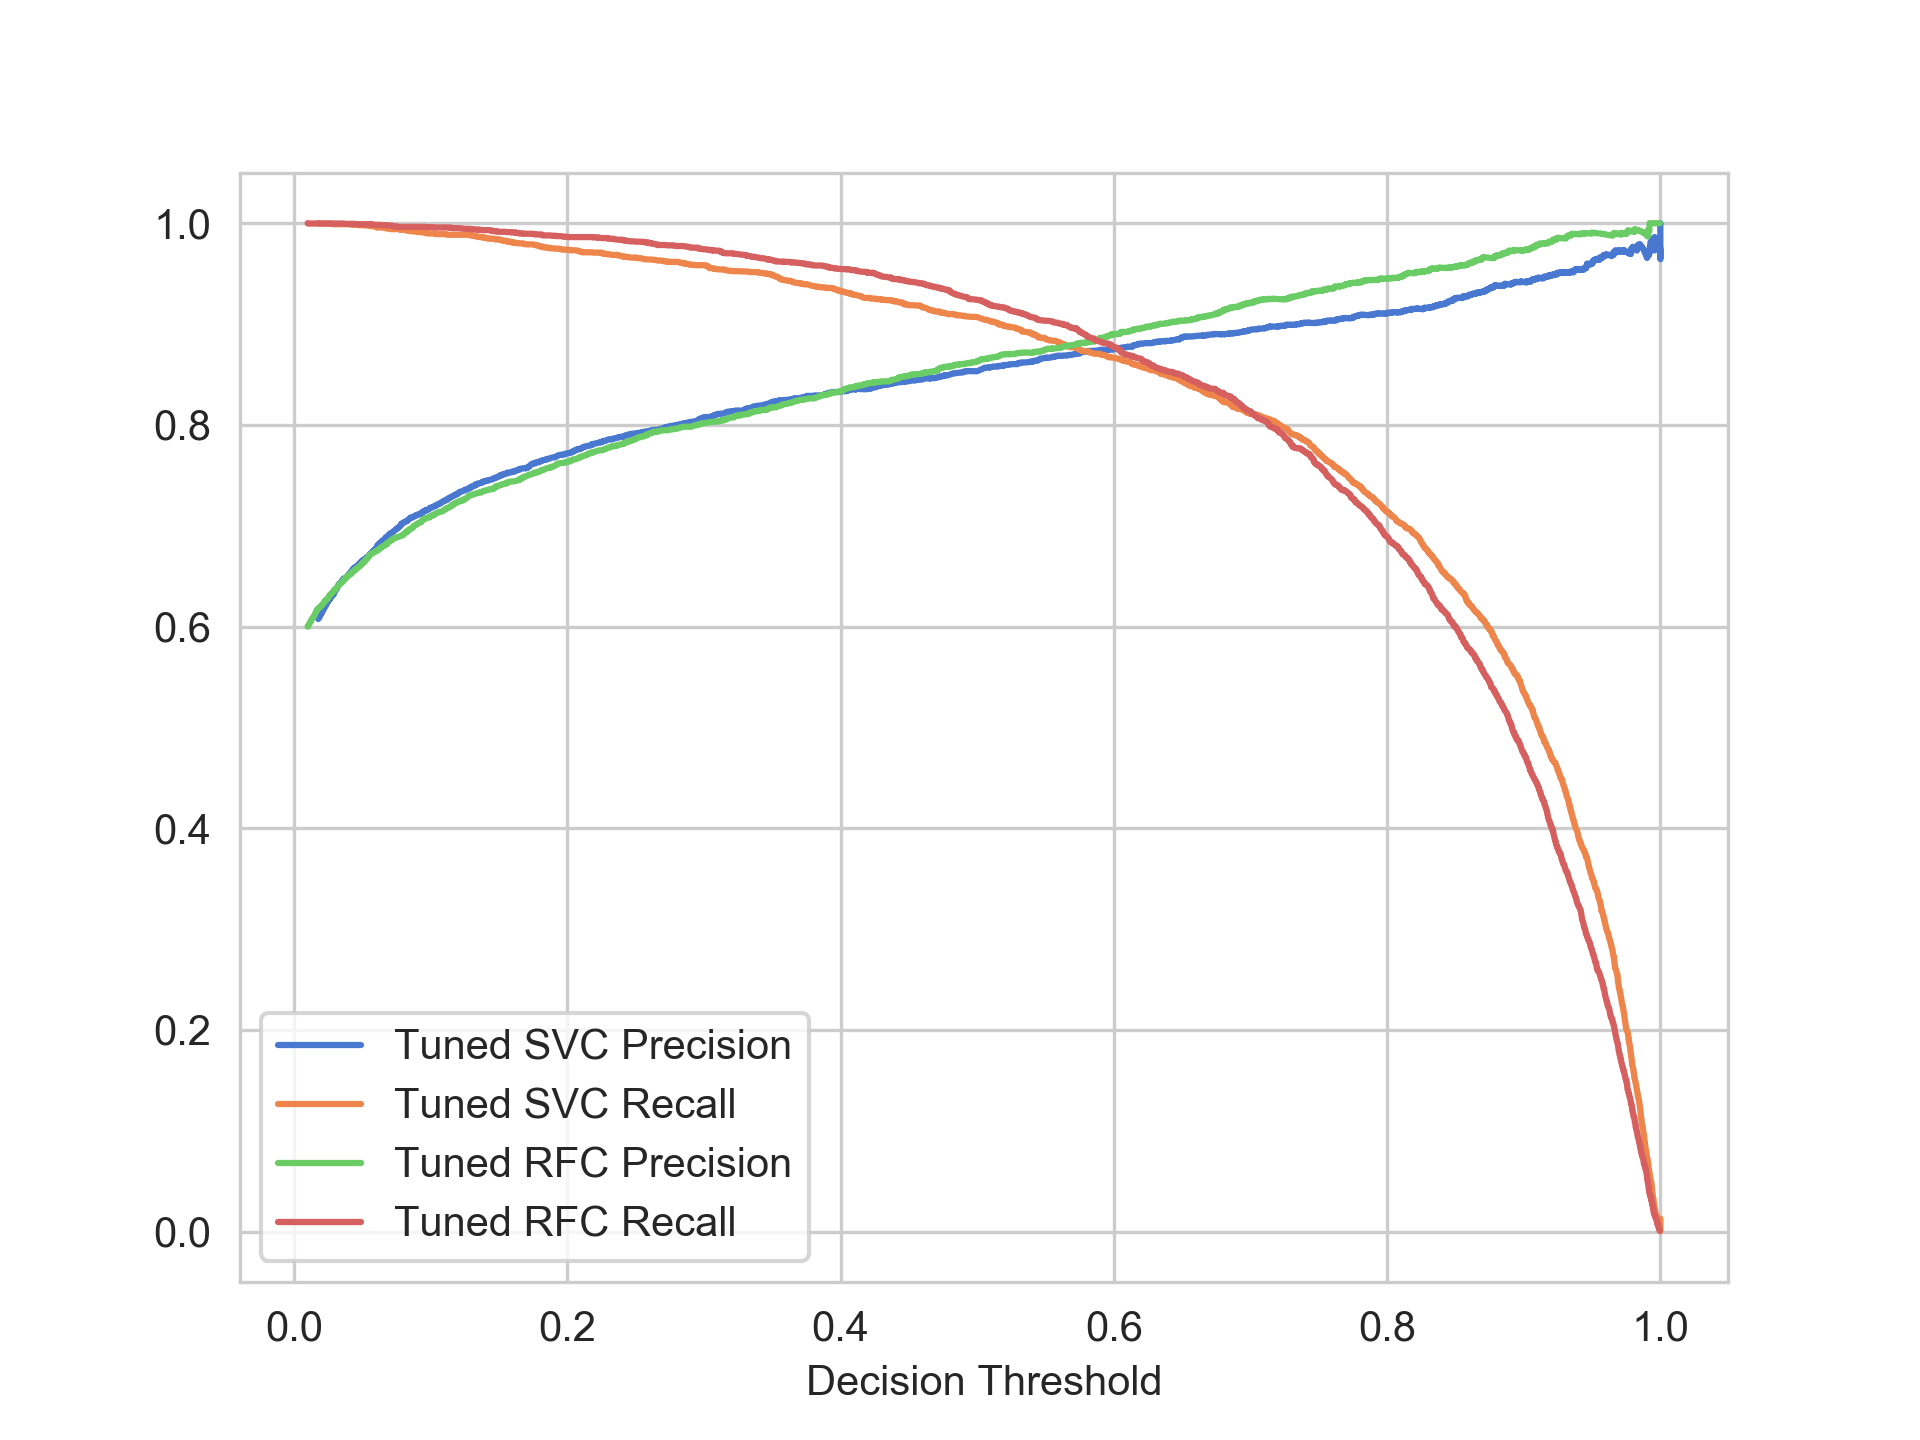 1.0
0.8
0.6
0.4
0.2
0.0
Tuned SVC Precision
Tuned SVC Recall
Tuned RFC Precision
Tuned RFC Recall
0.0 0.2 0.4 0.6 0.8 1.0
Decision Threshold